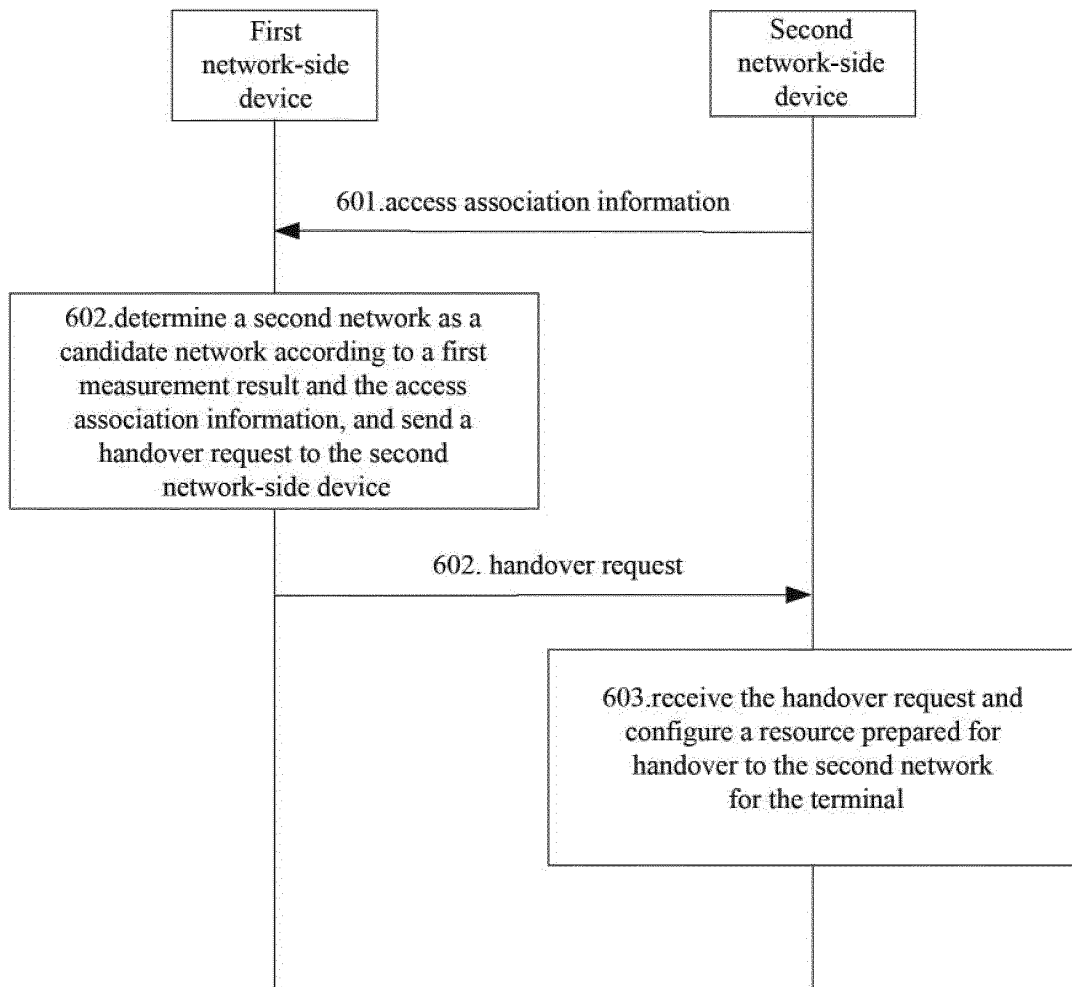 First
network-side
device
Second
network-side
device
601.access association information
602.determine a second network as a
candidate network according to a first
measurement result and the access
association information, and send a
handover request to the second
network-side device
602. handover request
603.receive the handover request and
configure a resource prepared for
handover to the second network
for the terminal